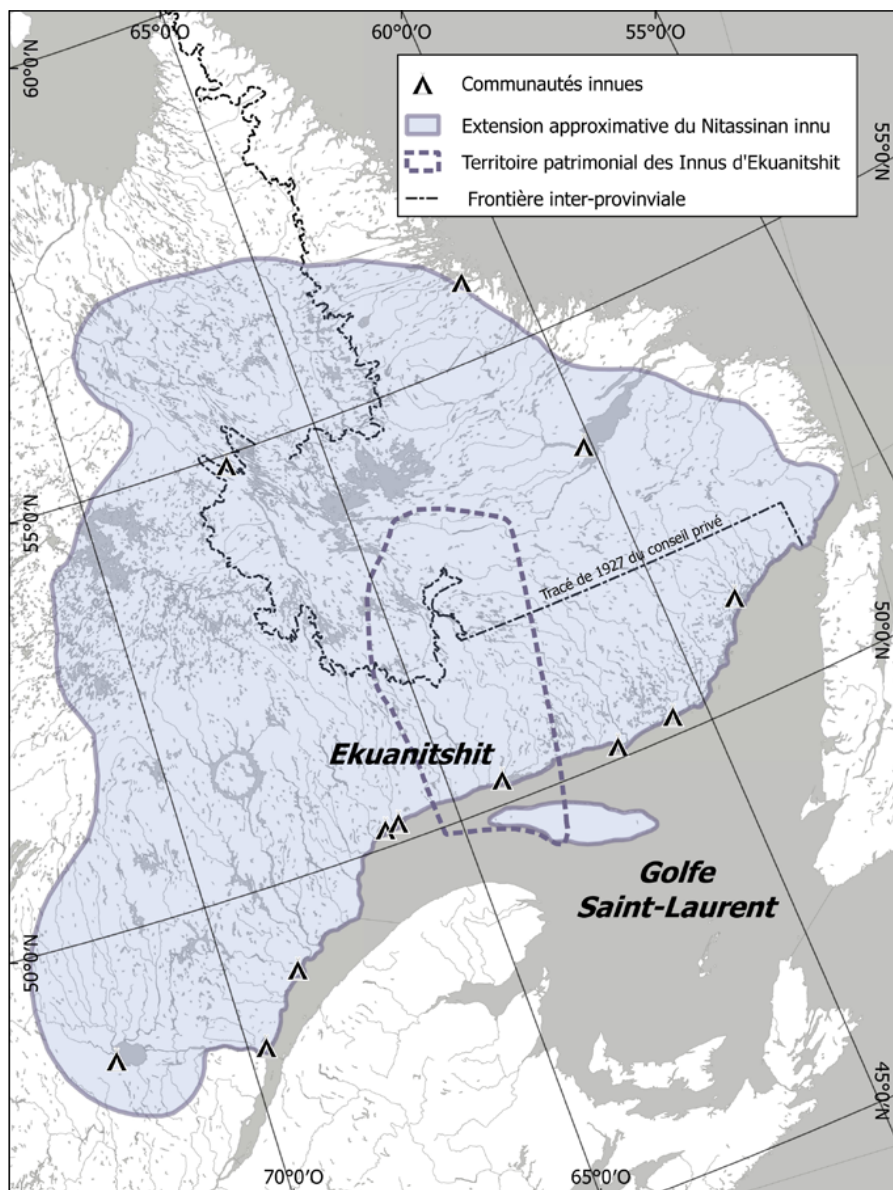 65°0'O
60°0'O
55°0'O
60°0'N
Communautés innues
Extension approximative du Nitassinan innu
Territoire patrimonial des Innus d'Ekuanitshit
Frontière inter-provinviale
55°0'N
55°0'N
Tracé de 1927 du conseil privé
50°0'N
Ekuanitshit
Golfe
Saint-Laurent
50°0'N
45°0'N
70°0'O
65°0'O